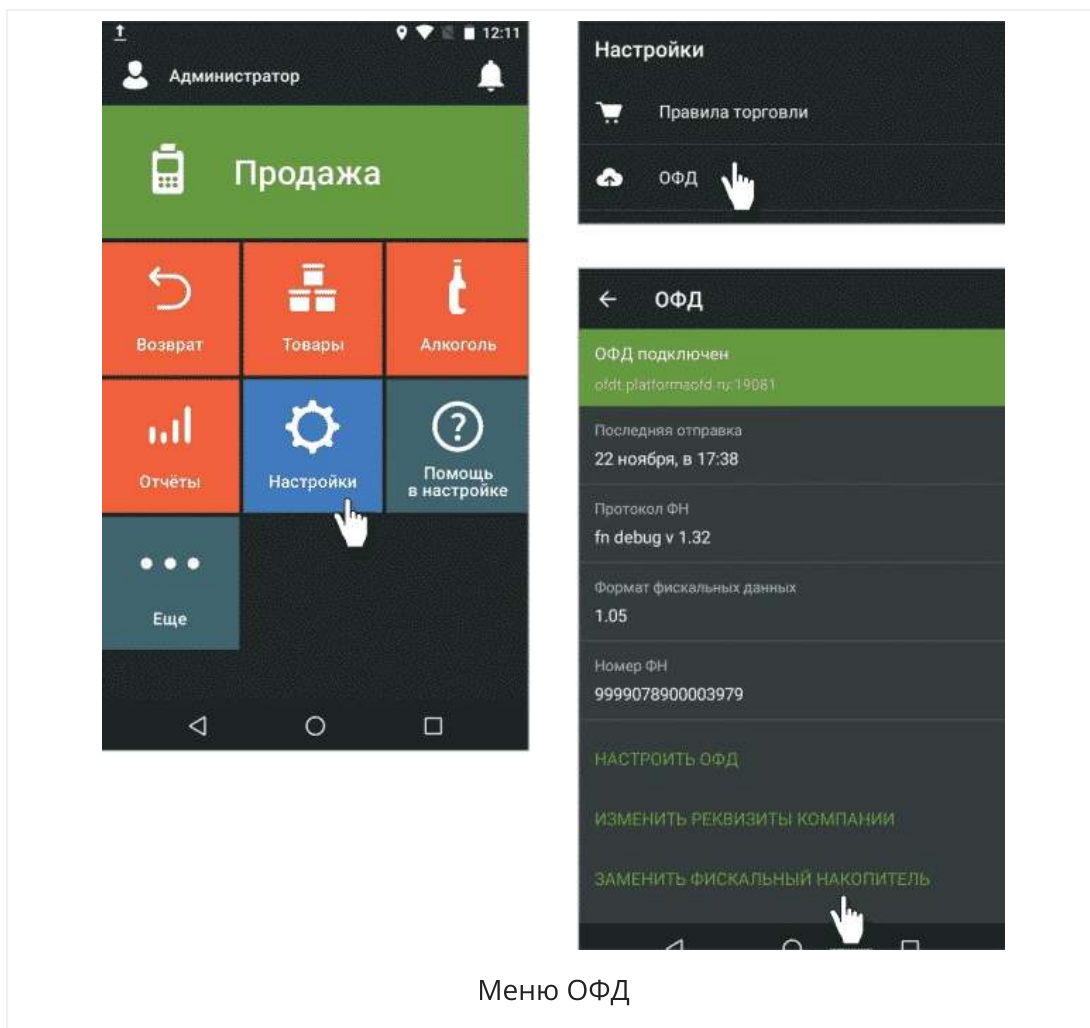 12:11
Администратор
Продажа
Возврат
Товары
Алкоголь
Отчёты
Настройки
Помощь
в настройке
Еще
Настройки
Правила торговли
ОФД
ОФД
ОФД подключен
ofdt.platformaofd.ru:19081
Последняя отправка
22 ноября, в 17:38
Протокол ФН
fn debug v 1.32
Формат фискальных данных
1.05
Номер ФН
9999078900003979
НАСТРОИТЬ ОФД
ИЗМЕНИТЬ РЕКВИЗИТЫ КОМПАНИИ
ЗАМЕНИТЬ ФИСКАЛЬНЫЙ НАКОПИТЕЛЬ
Меню ОФД